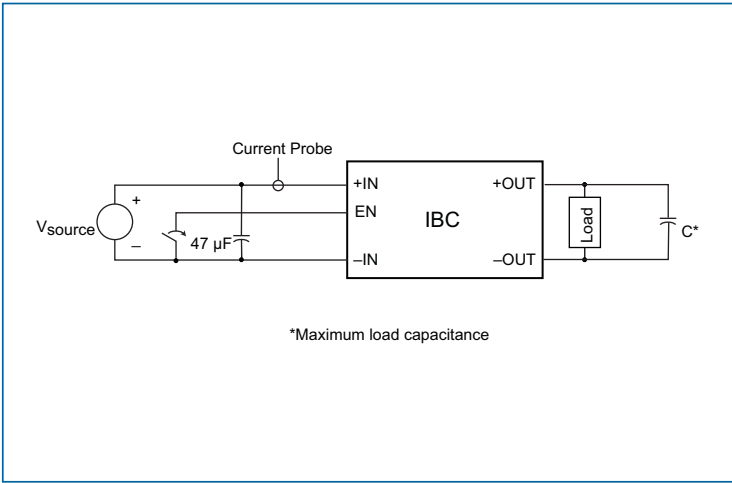 Current Probe
+IN
+OUT
+
EN
IBC
Load
Vsource
C*
–
47 µF
–IN
–OUT
*Maximum load capacitance